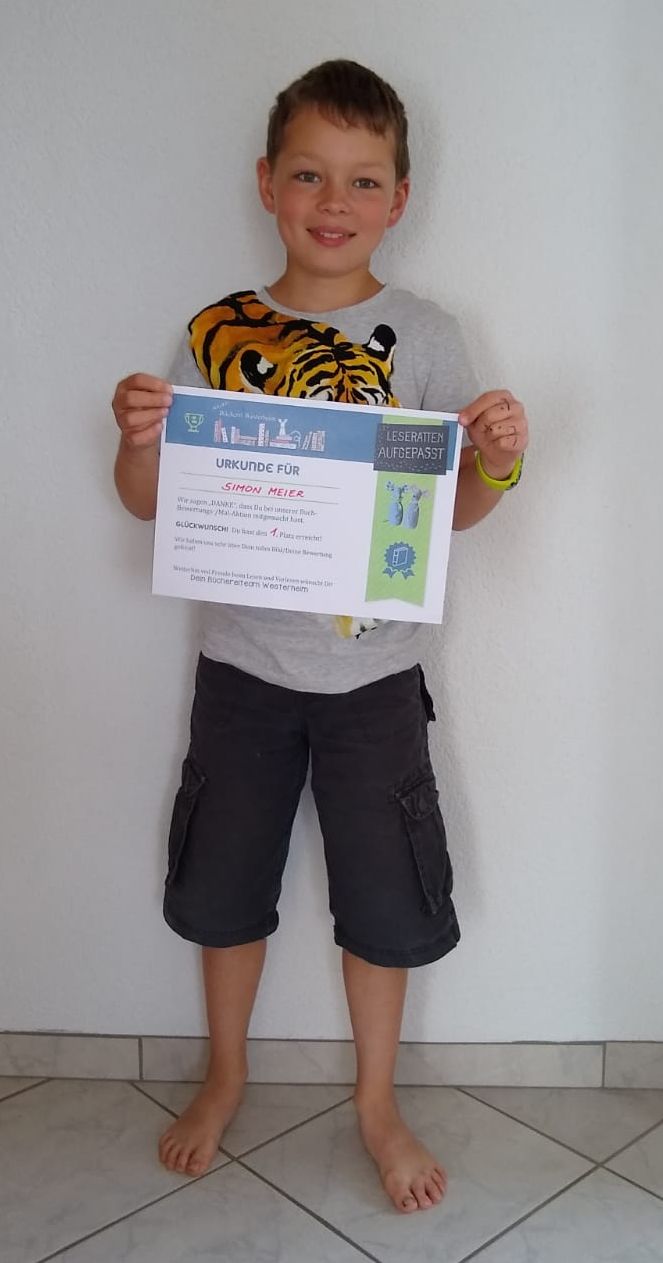 Bücherei Westerheim
LESERATTEN
AUFGEPASST
URKUNDE FÜR
SIMON MEIER
Wir sagen „DANKE", dass Du bei unserer Buch-
Bewertungs-/Mal-Aktion mitgemacht hast.
GLÜCKWUNSCH! Du hast den 1. Platz erreicht!
Wir haben uns sehr über Dein tolles Bild/Deine Bewertung
gefreut!
Weiterhin viel Freude beim Lesen und Vorlesen wünscht Dir
Dein Büchereiteam Westerheim